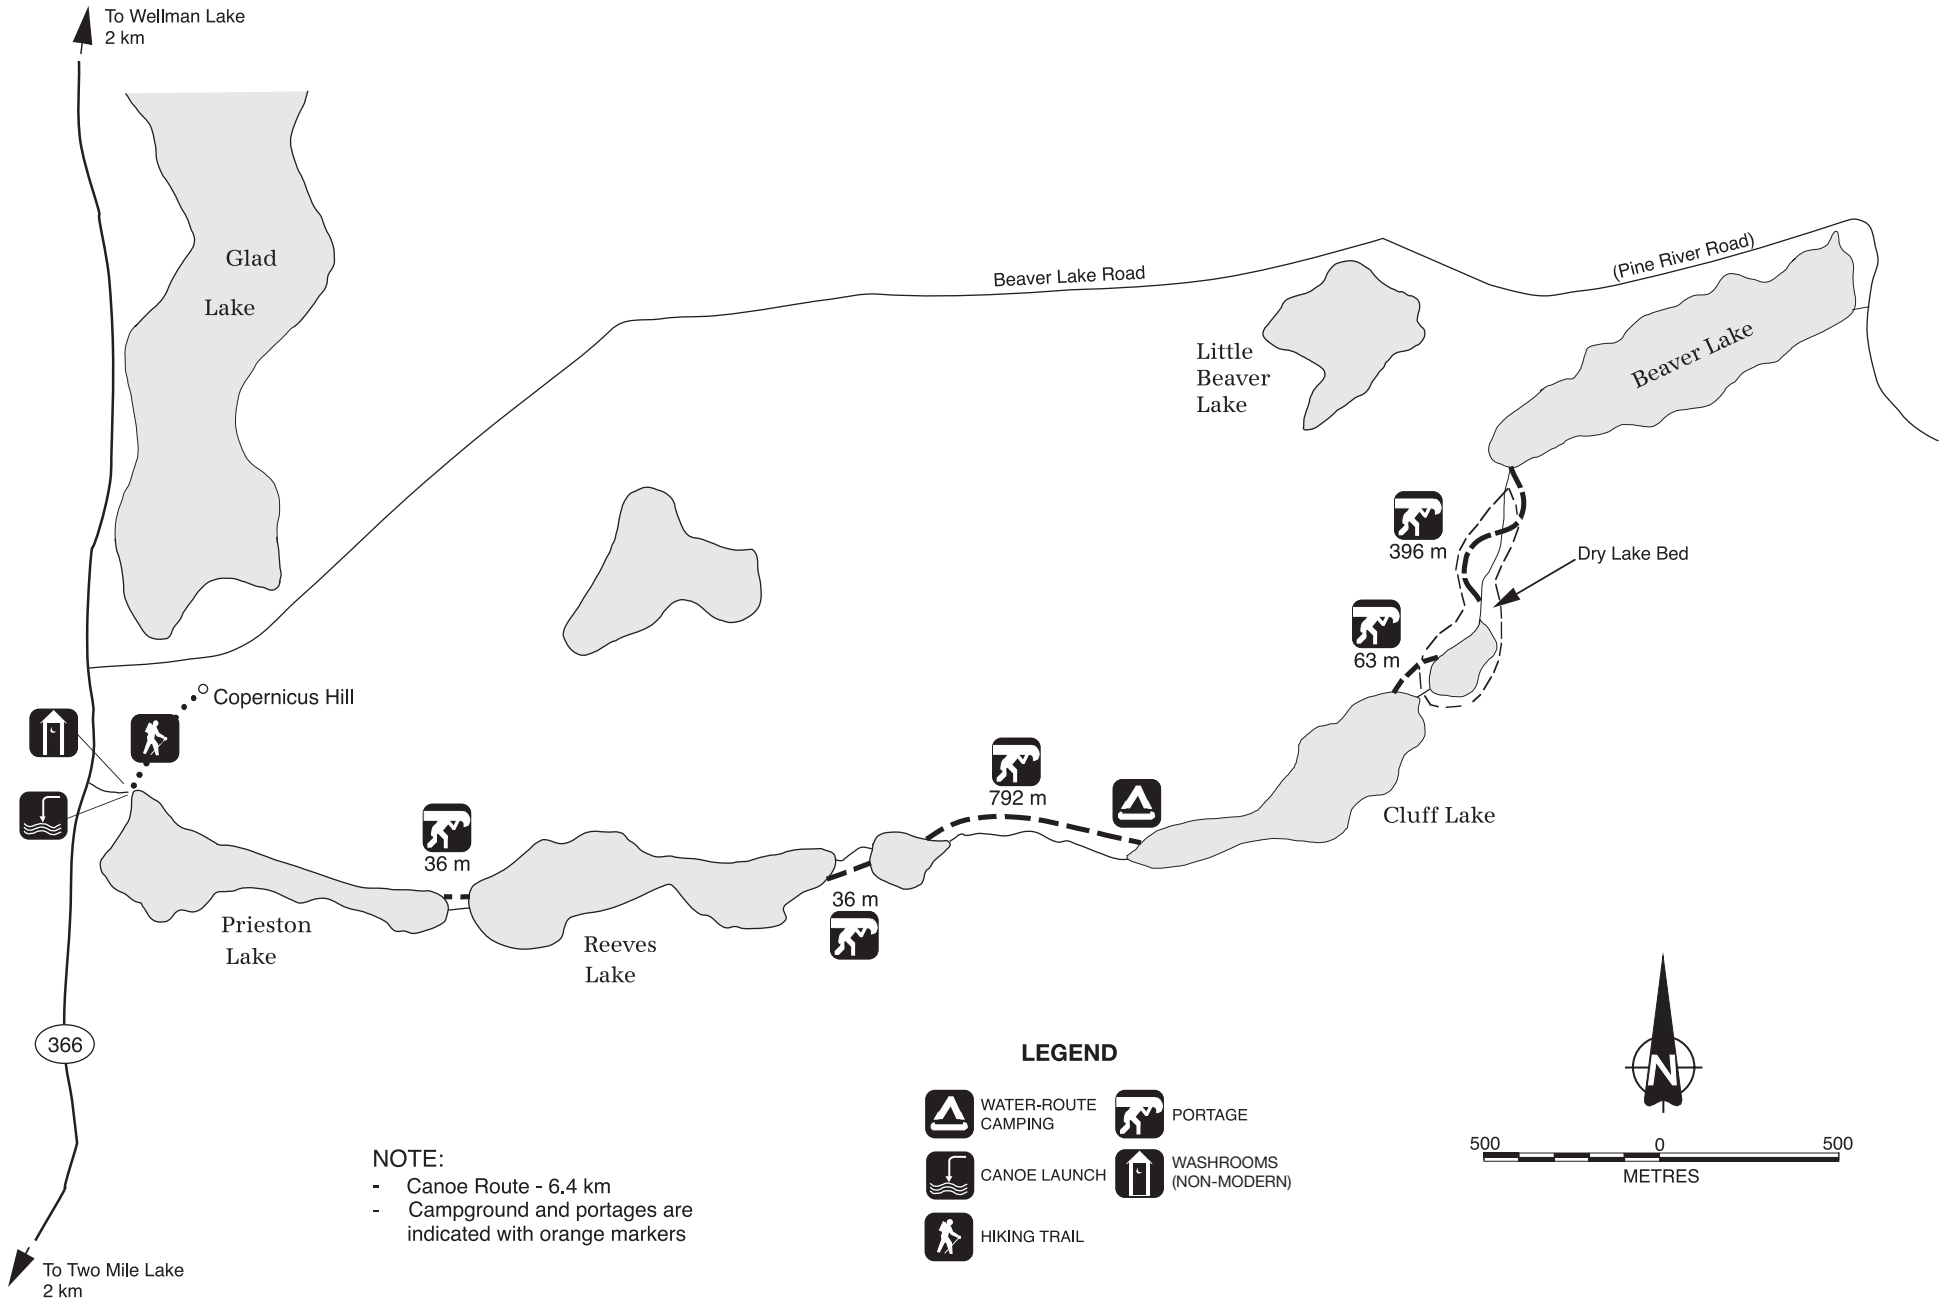 To Wellman Lake
2 km
Glad
Lake
Beaver Lake Road
(Pine River Road)
Little
Beaver
Lake
Beaver Lake
396 m
Dry Lake Bed
63 m
Copernicus Hill
792 m
Cluff Lake
36 m
36 m
Prieston
Lake
Reeves
Lake
366
LEGEND
WATER-ROUTE
CAMPING
PORTAGE
CANOE LAUNCH
WASHROOMS
(NON-MODERN)
HIKING TRAIL
N
500 0 500
METRES
NOTE:
- Canoe Route - 6.4 km
- Campground and portages are
indicated with orange markers
To Two Mile Lake
2 km